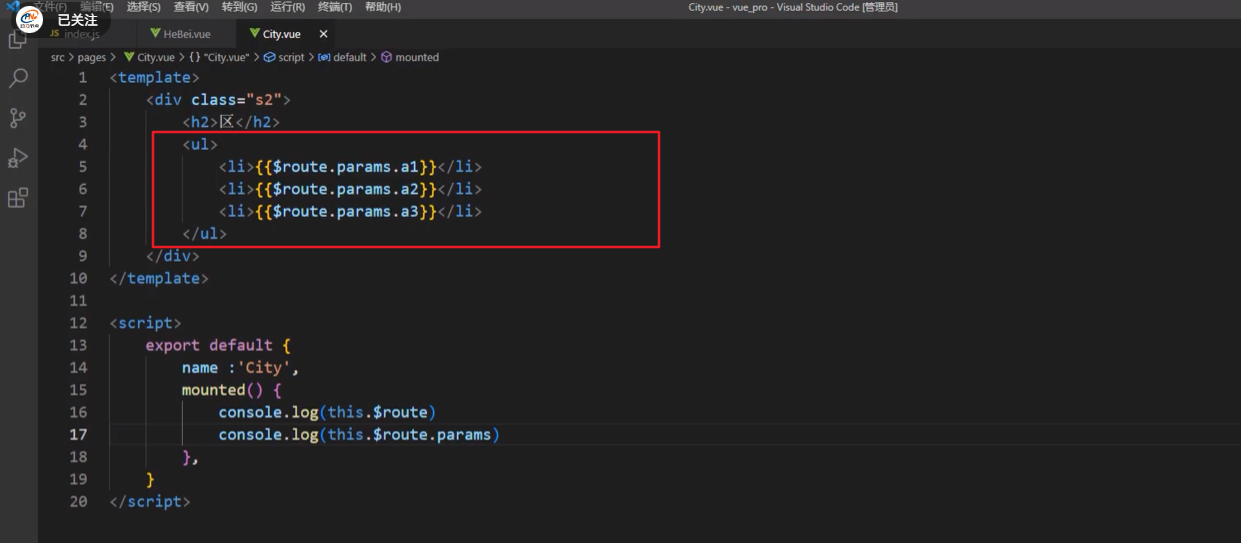 文件(F) 编辑(E) 选择(S) 查看(V) 转到(G) 运行(R) 终端(T) 帮助(H) City.vue - vue_pro - Visual Studio Code [管理员]
已关注
JS index.js HeBei.vue City.vue ×
src > pages > City.vue > {} "City.vue" > script > default > mounted
1 <template>
2 <div class="s2">
3 <h2>区</h2>
4 <ul>
5 <li>{{$route.params.a1}}</li>
6 <li>{{$route.params.a2}}</li>
7 <li>{{$route.params.a3}}</li>
8 </ul>
9 </div>
10 </template>
11
12 <script>
13 export default {
14 name :'City',
15 mounted() {
16 console.log(this.$route)
17 console.log(this.$route.params)
18 },
19 }
20 </script>